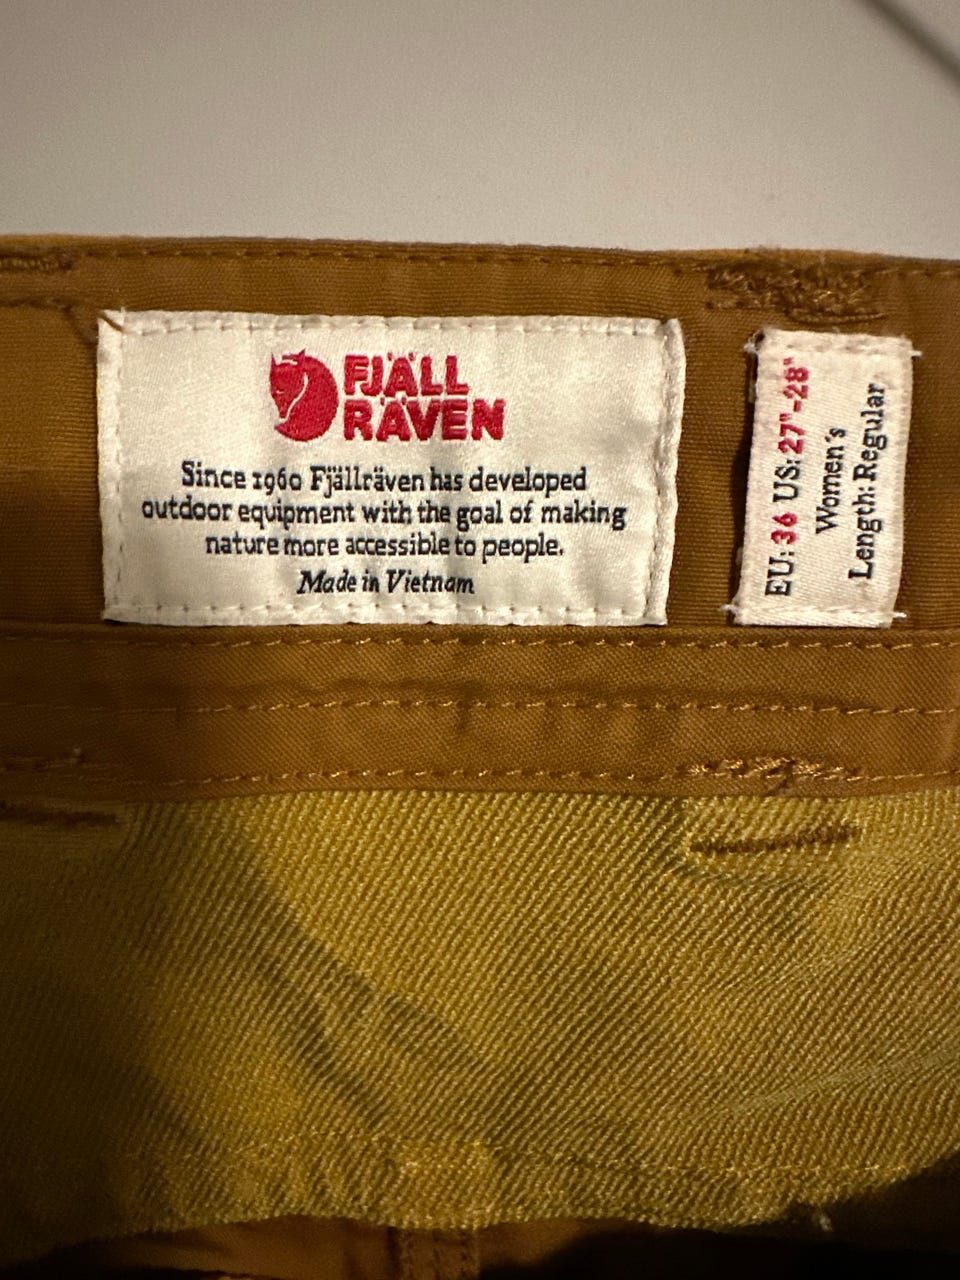 FJÄLL
RÄVEN
Since 1960 Fjällräven has developed
outdoor equipment with the goal of making
nature more accessible to people.
Made in Vietnam
EU: 36 US: 27"-28"
Women's
Length: Regular